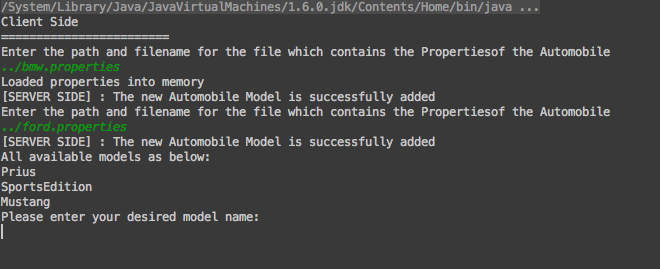 /System/Library/Java/JavaVirtualMachines/1.6.0.jdk/Contents/Home/bin/java ...
Client Side
=========================
Enter the path and filename for the file which contains the Propertiesof the Automobile
../bmw.properties
Loaded properties into memory
[SERVER SIDE] : The new Automobile Model is successfully added
Enter the path and filename for the file which contains the Propertiesof the Automobile
../ford.properties
[SERVER SIDE] : The new Automobile Model is successfully added
All available models as below:
Prius
SportsEdition
Mustang
Please enter your desired model name: